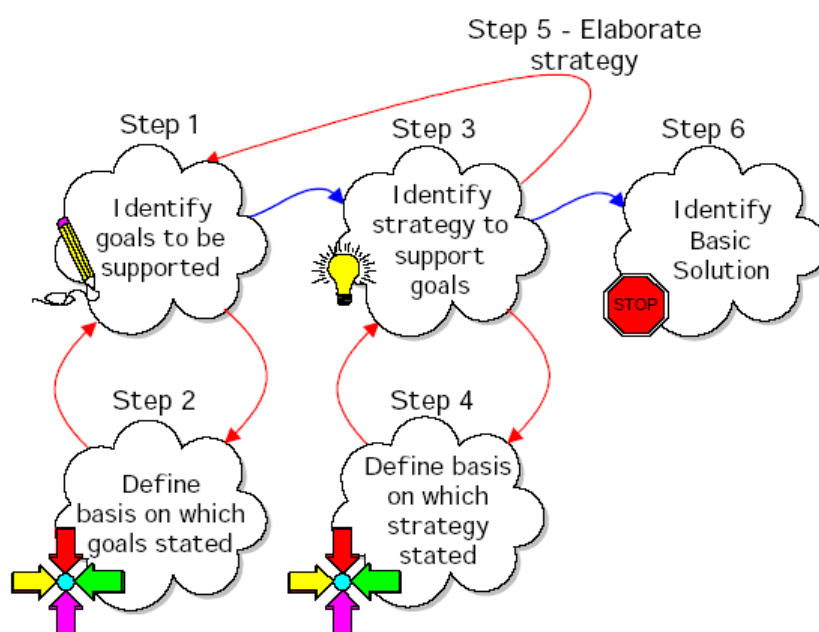 Step 5 - Elaborate
strategy
Step 1
Identify
goals to be
supported
Step 3
Identify
strategy to
support
goals
Step 6
Identify
Basic
Solution
STOP
Step 2
Define
basis on which
goals stated
Step 4
Define basis
on which
strategy
stated